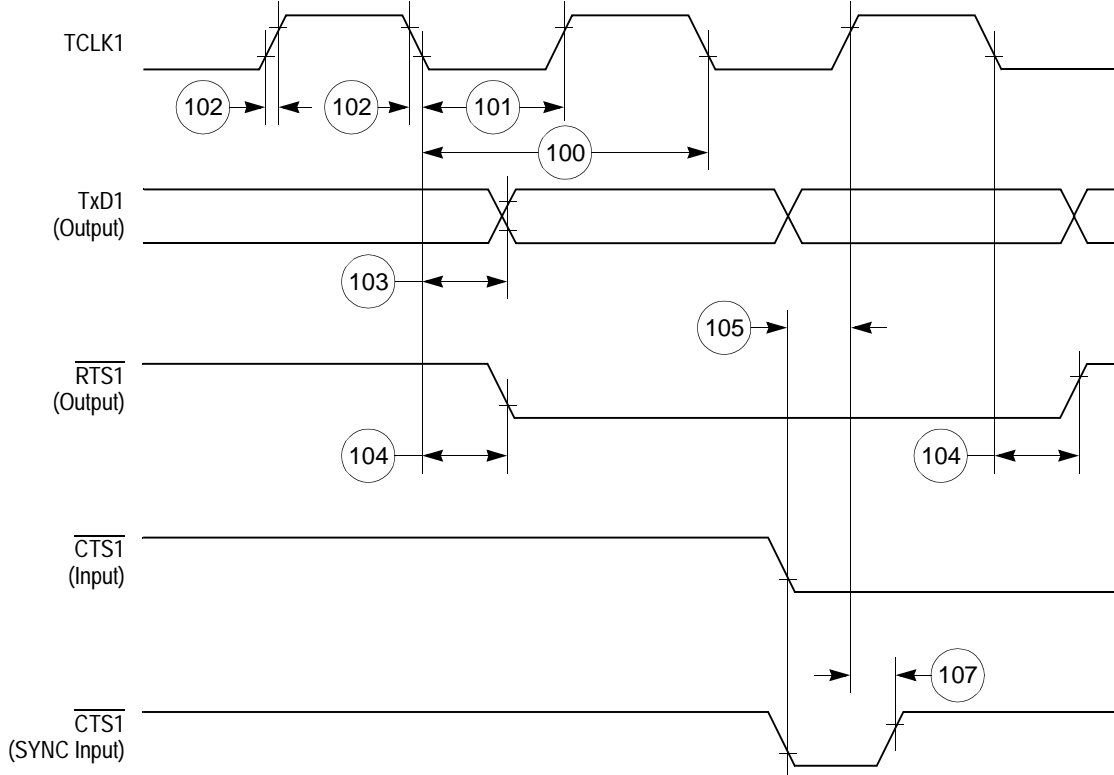 TCLK1
102
102
101
100
TxD1
(Output)
103
105
RTS1
(Output)
104
104
CTS1
(Input)
107
CTS1
(SYNC Input)